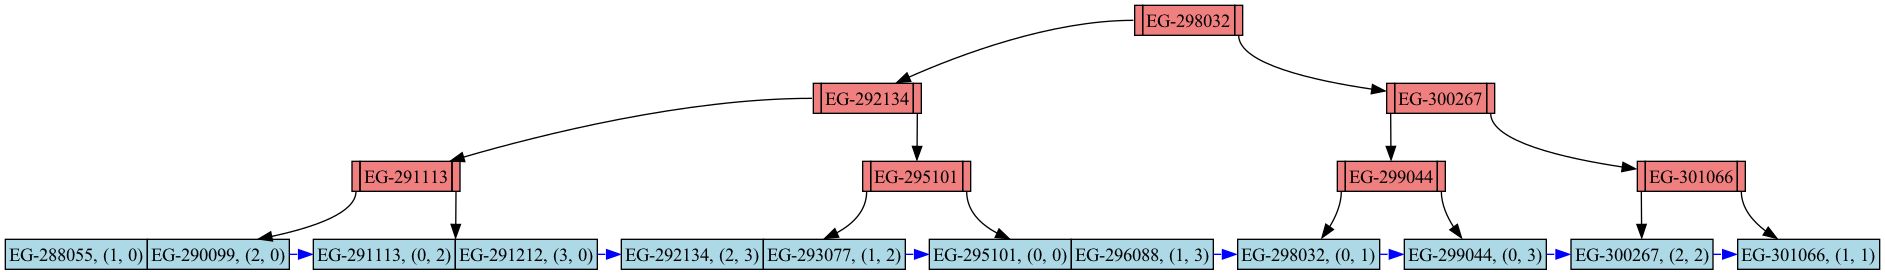 EG-298032
EG-292134
EG-300267
EG-291113
EG-295101
EG-299044
EG-301066
EG-288055, (1, 0)
EG-290099, (2, 0)
EG-291113, (0, 2)
EG-291212, (3, 0)
EG-292134, (2, 3)
EG-293077, (1, 2)
EG-295101, (0, 0)
EG-296088, (1, 3)
EG-298032, (0, 1)
EG-299044, (0, 3)
EG-300267, (2, 2)
EG-301066, (1, 1)